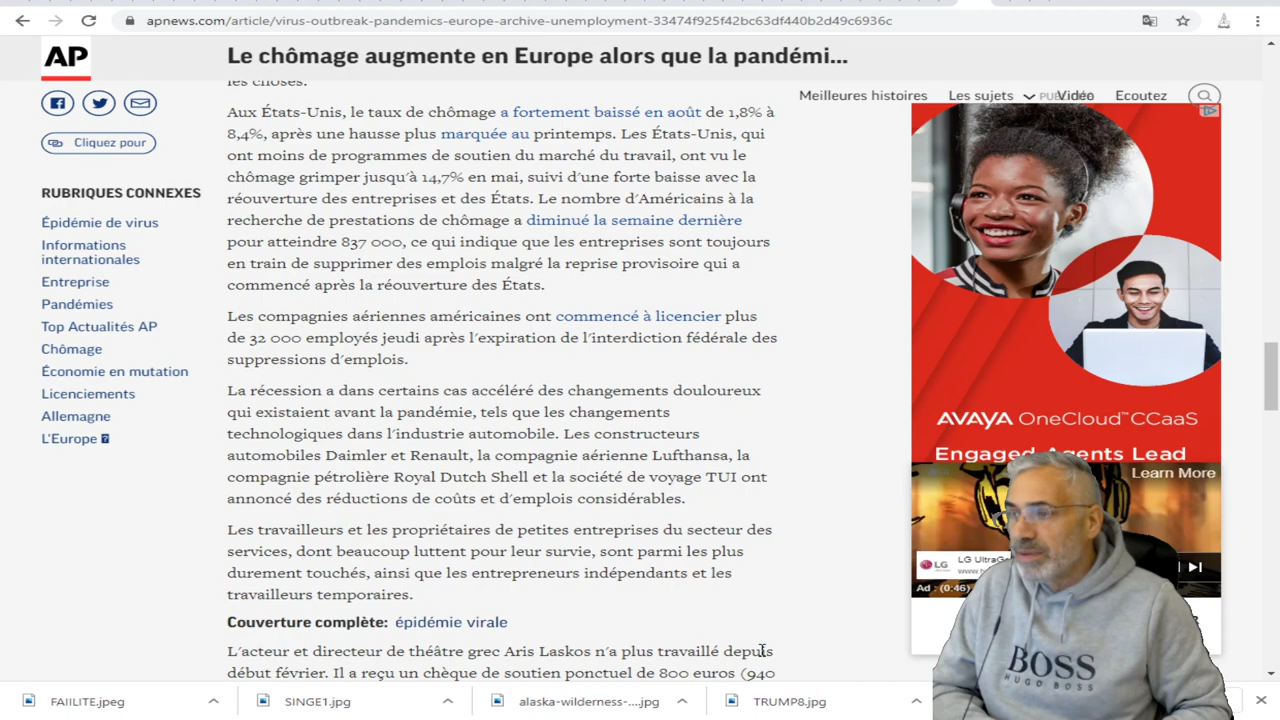 apnews.com/article/virus-outbreak-pandemics-europe-archive-unemployment-33474f925f42bc63df440b2d49c6936c
AP
Le chômage augmente en Europe alors que la pandémi...
Meilleures histoires Les sujets Vidéo Ecoutez
Cliquez pour
RUBRIQUES CONNEXES
Épidémie de virus
Informations
internationales
Entreprise
Pandémies
Top Actualités AP
Chômage
Économie en mutation
Licenciements
Allemagne
L'Europe
les choses.
Aux États-Unis, le taux de chômage a fortement baissé en août de 1,8% à
8,4%, après une hausse plus marquée au printemps. Les États-Unis, qui
ont moins de programmes de soutien du marché du travail, ont vu le
chômage grimper jusqu'à 14,7% en mai, suivi d'une forte baisse avec la
réouverture des entreprises et des États. Le nombre d'Américains à la
recherche de prestations de chômage a diminué la semaine dernière
pour atteindre 837 000, ce qui indique que les entreprises sont toujours
en train de supprimer des emplois malgré la reprise provisoire qui a
commencé après la réouverture des États.
Les compagnies aériennes américaines ont commencé à licencier plus
de 32 000 employés jeudi après l'expiration de l'interdiction fédérale des
suppressions d'emplois.
La récession a dans certains cas accéléré des changements douloureux
qui existaient avant la pandémie, tels que les changements
technologiques dans l'industrie automobile. Les constructeurs
automobiles Daimler et Renault, la compagnie aérienne Lufthansa, la
compagnie pétrolière Royal Dutch Shell et la société de voyage TUI ont
annoncé des réductions de coûts et d'emplois considérables.
Les travailleurs et les propriétaires de petites entreprises du secteur des
services, dont beaucoup luttent pour leur survie, sont parmi les plus
durement touchés, ainsi que les entrepreneurs indépendants et les
travailleurs temporaires.
Couverture complète: épidémie virale
L'acteur et directeur de théâtre grec Aris Laskos n'a plus travaillé depuis
début février. Il a reçu un chèque de soutien ponctuel de 800 euros (940
AVAYA OneCloud™CCaaS
Engaged Agents Lead
Learn More
LG
LG UltraGe
Ad : (0:46)
BOSS
HUGO BOSS
FAIILITE.jpeg
SINGE1.jpg
alaska-wilderness-....jpg
TRUMP8.jpg